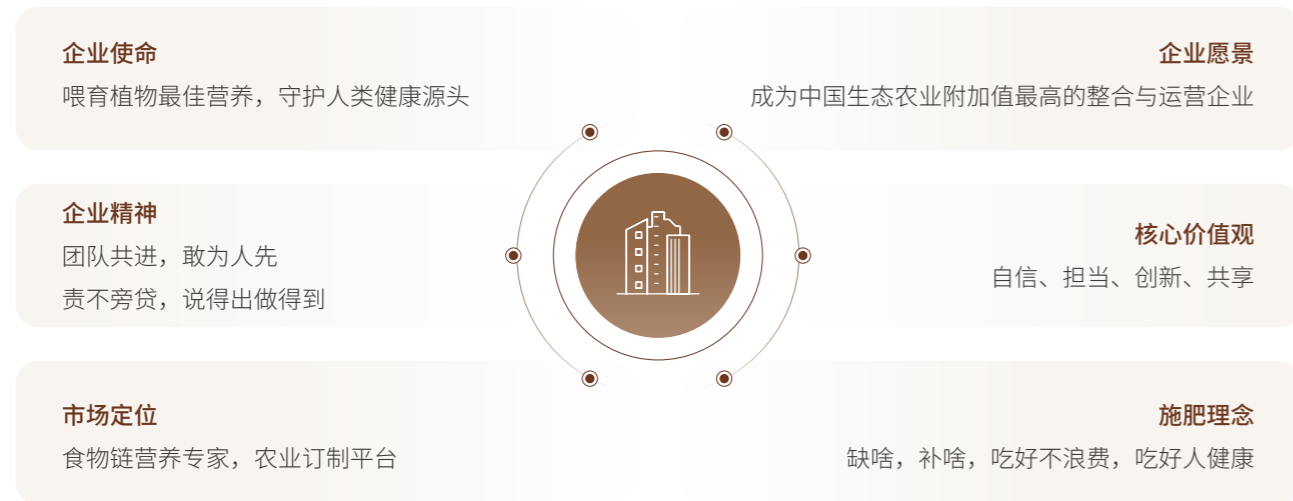 企业使命
喂育植物最佳营养，守护人类健康源头
企业愿景
成为中国生态农业附加值最高的整合与运营企业
企业精神
团队共进，敢为人先
责不旁贷，说得出做得到
核心价值观
自信、担当、创新、共享
市场定位
食物链营养专家，农业订制平台
施肥理念
缺啥，补啥，吃好不浪费，吃好人健康